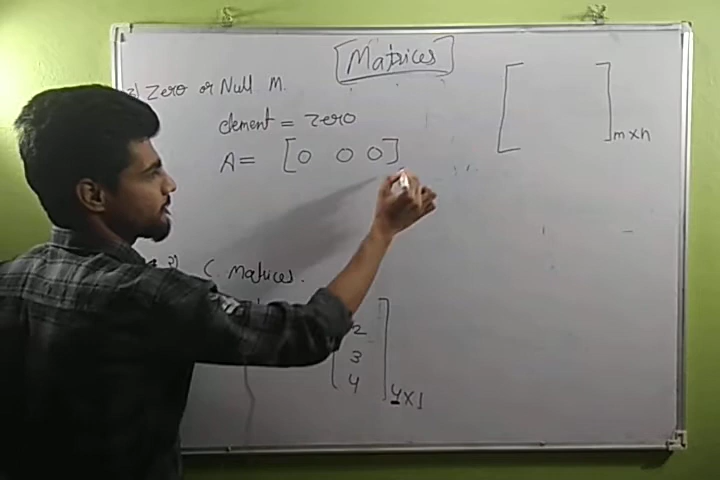 [Matrices]
3) Zero or Null M.
element = zero
A = [0 0 0]
[ ] m×n
2) C. Matrices.
2
3
4
4×1